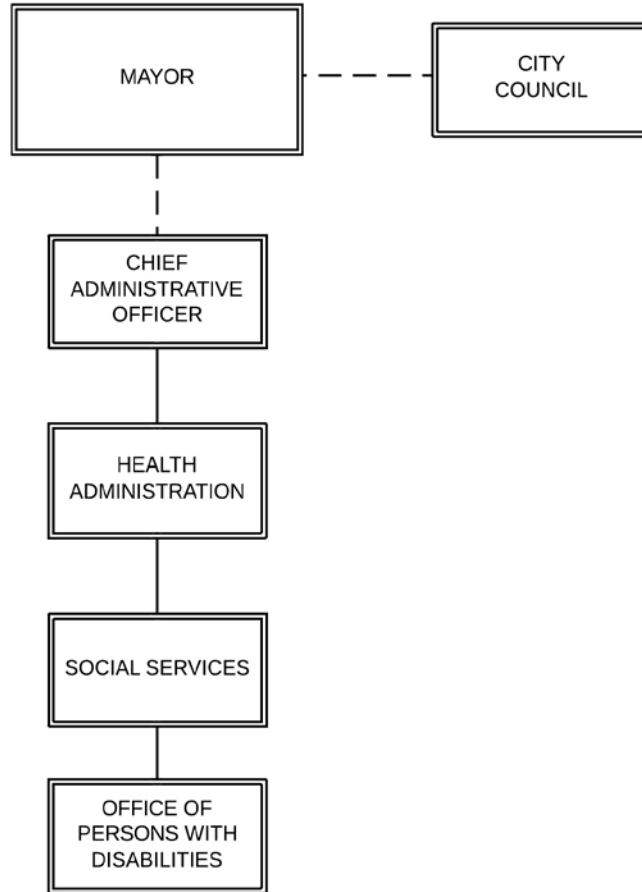 MAYOR
CITY
COUNCIL
CHIEF
ADMINISTRATIVE
OFFICER
HEALTH
ADMINISTRATION
SOCIAL SERVICES
OFFICE OF
PERSONS WITH
DISABILITIES